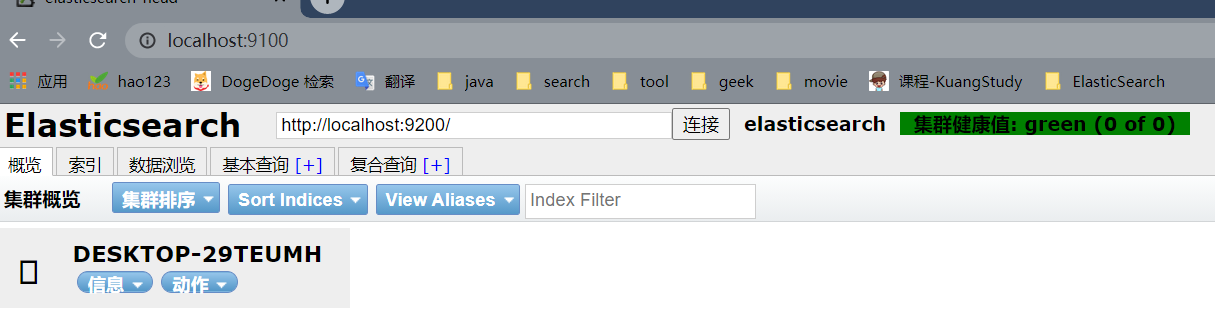 elasticsearch-head
localhost:9100
应用 hao123 DogeDoge 检索 翻译 java search tool geek movie 课程-KuangStudy ElasticSearch
Elasticsearch http://localhost:9200/ 连接 elasticsearch 集群健康值: green (0 of 0)
概览 索引 数据浏览 基本查询 [+] 复合查询 [+]
集群概览 集群排序 Sort Indices View Aliases Index Filter
DESKTOP-29TEUMH
信息 动作